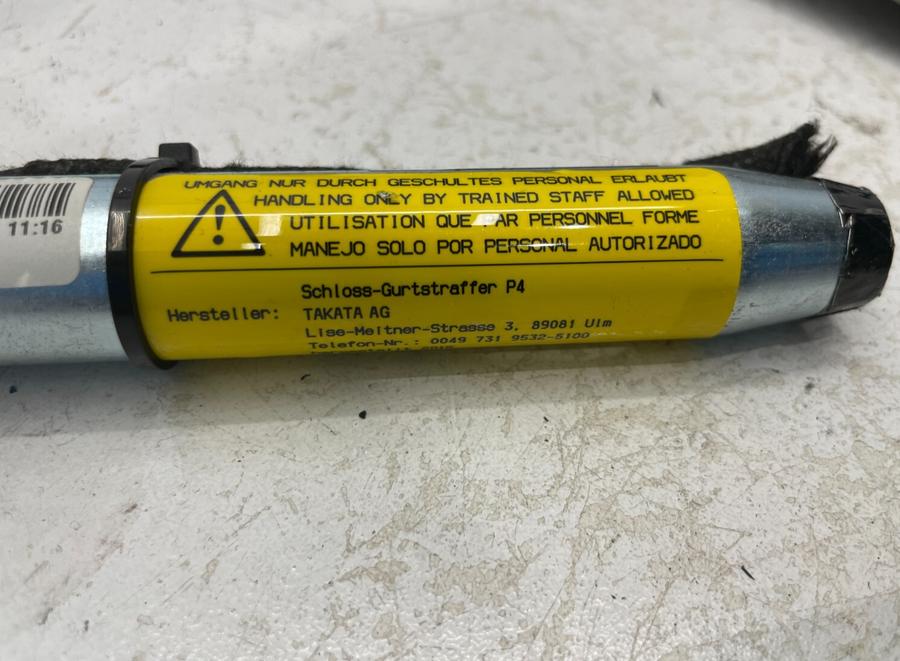 11:16
UMGANG NUR DURCH GESCHULTES PERSONAL ERLAUBT
HANDLING ONLY BY TRAINED STAFF ALLOWED
UTILISATION QUE PAR PERSONNEL FORME
MANEJO SOLO POR PERSONAL AUTORIZADO
Schloss-Gurtstraffer P4
Hersteller: TAKATA AG
Lise-Meitner-Strasse 3, 89081 Ulm
Telefon-Nr.: 0049 731 9532-5100